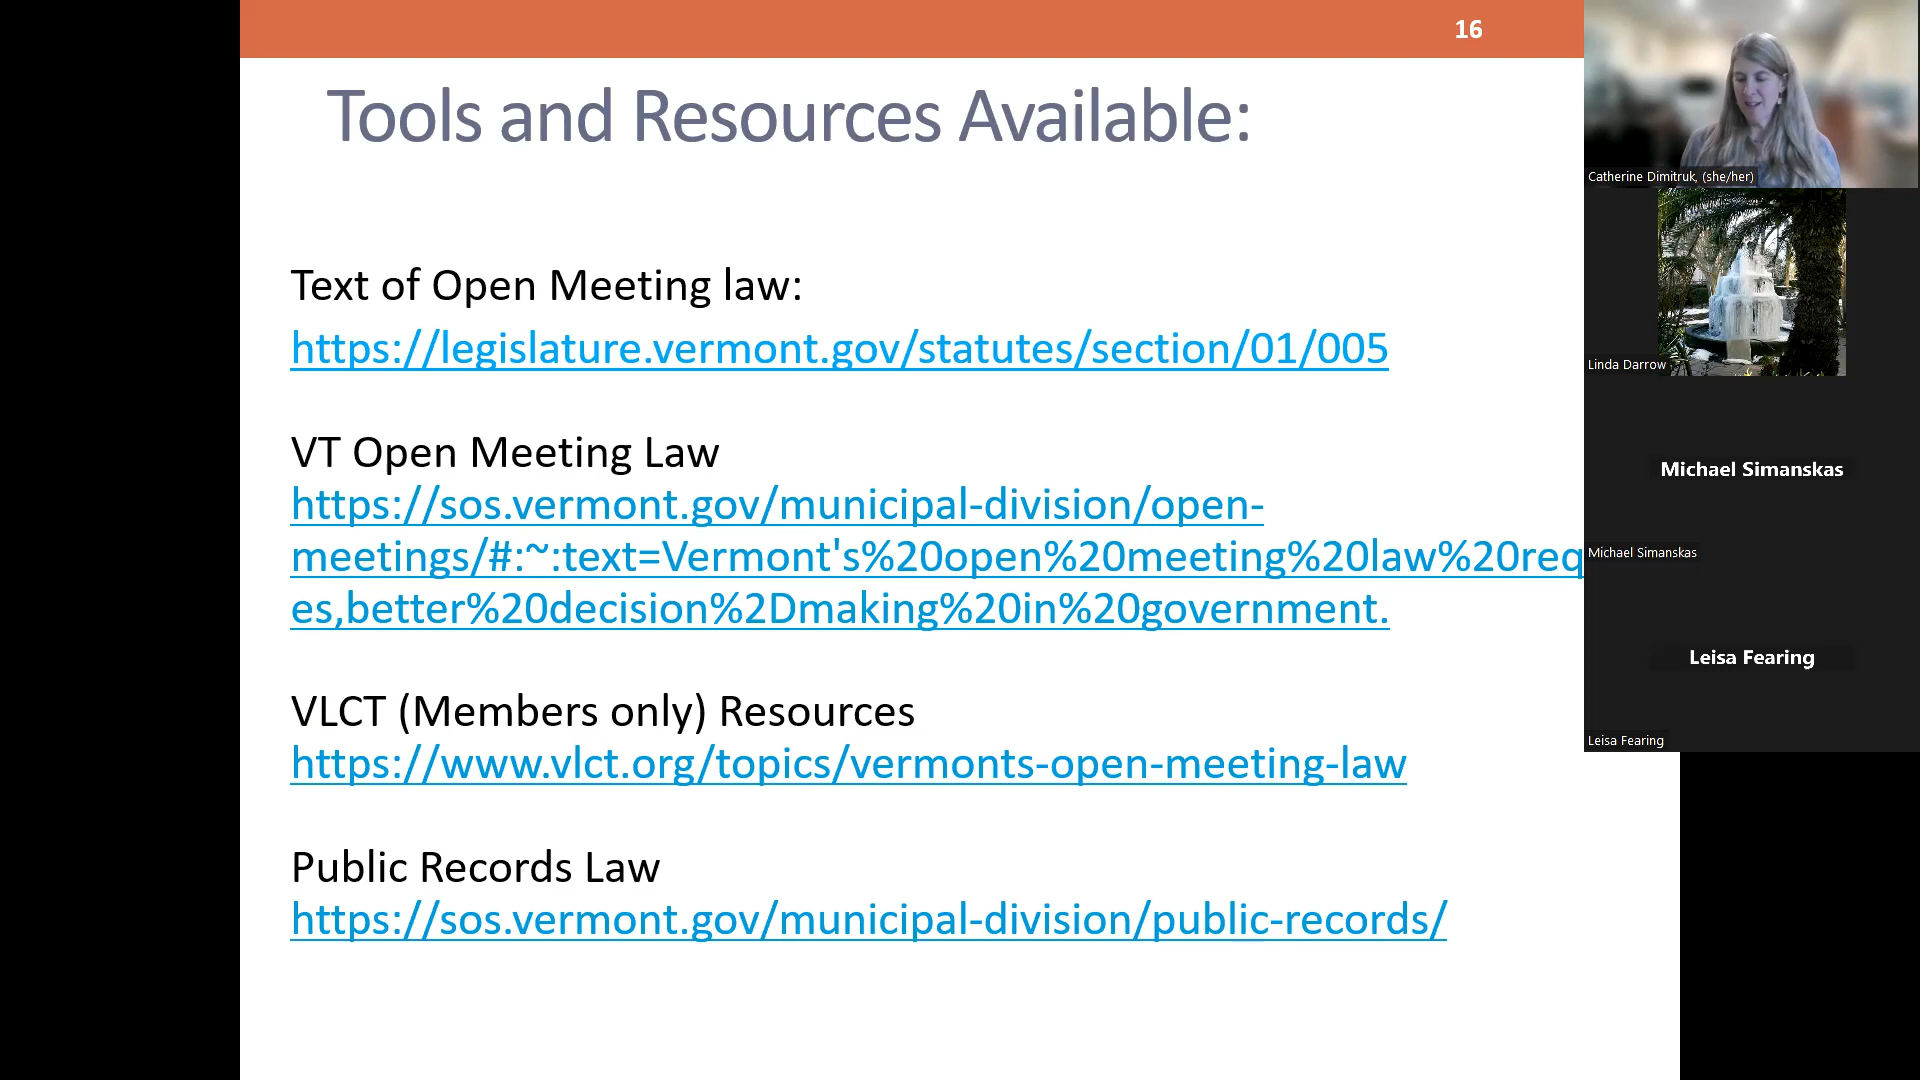 16
Tools and Resources Available:
Text of Open Meeting law:
https://legislature.vermont.gov/statutes/section/01/005
VT Open Meeting Law
https://sos.vermont.gov/municipal-division/open-
meetings/#:~:text=Vermont's%20open%20meeting%20law%20req
es,better%20decision%2Dmaking%20in%20government.
VLCT (Members only) Resources
https://www.vlct.org/topics/vermonts-open-meeting-law
Public Records Law
https://sos.vermont.gov/municipal-division/public-records/
Catherine Dimitruk, (she/her)
Linda Darrow
Michael Simanskas
Michael Simanskas
Leisa Fearing
Leisa Fearing